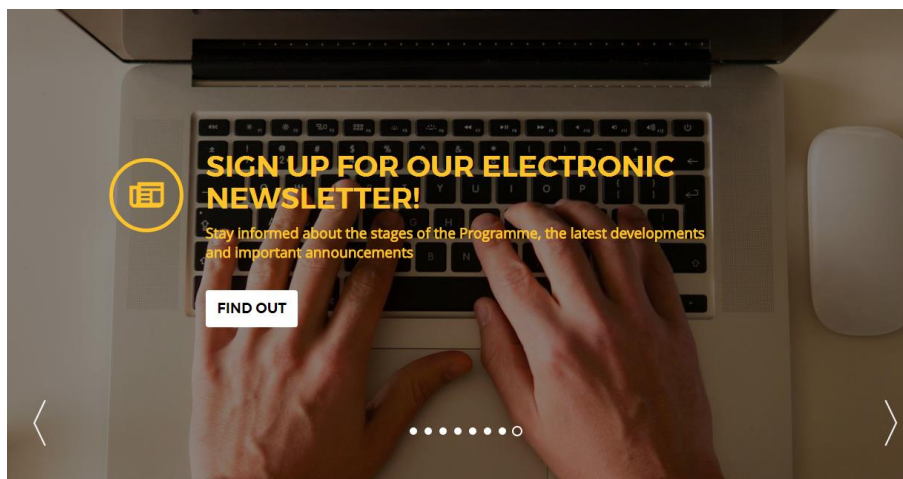 SIGN UP FOR OUR ELECTRONIC
NEWSLETTER!
Stay informed about the stages of the Programme, the latest developments
and important announcements
FIND OUT